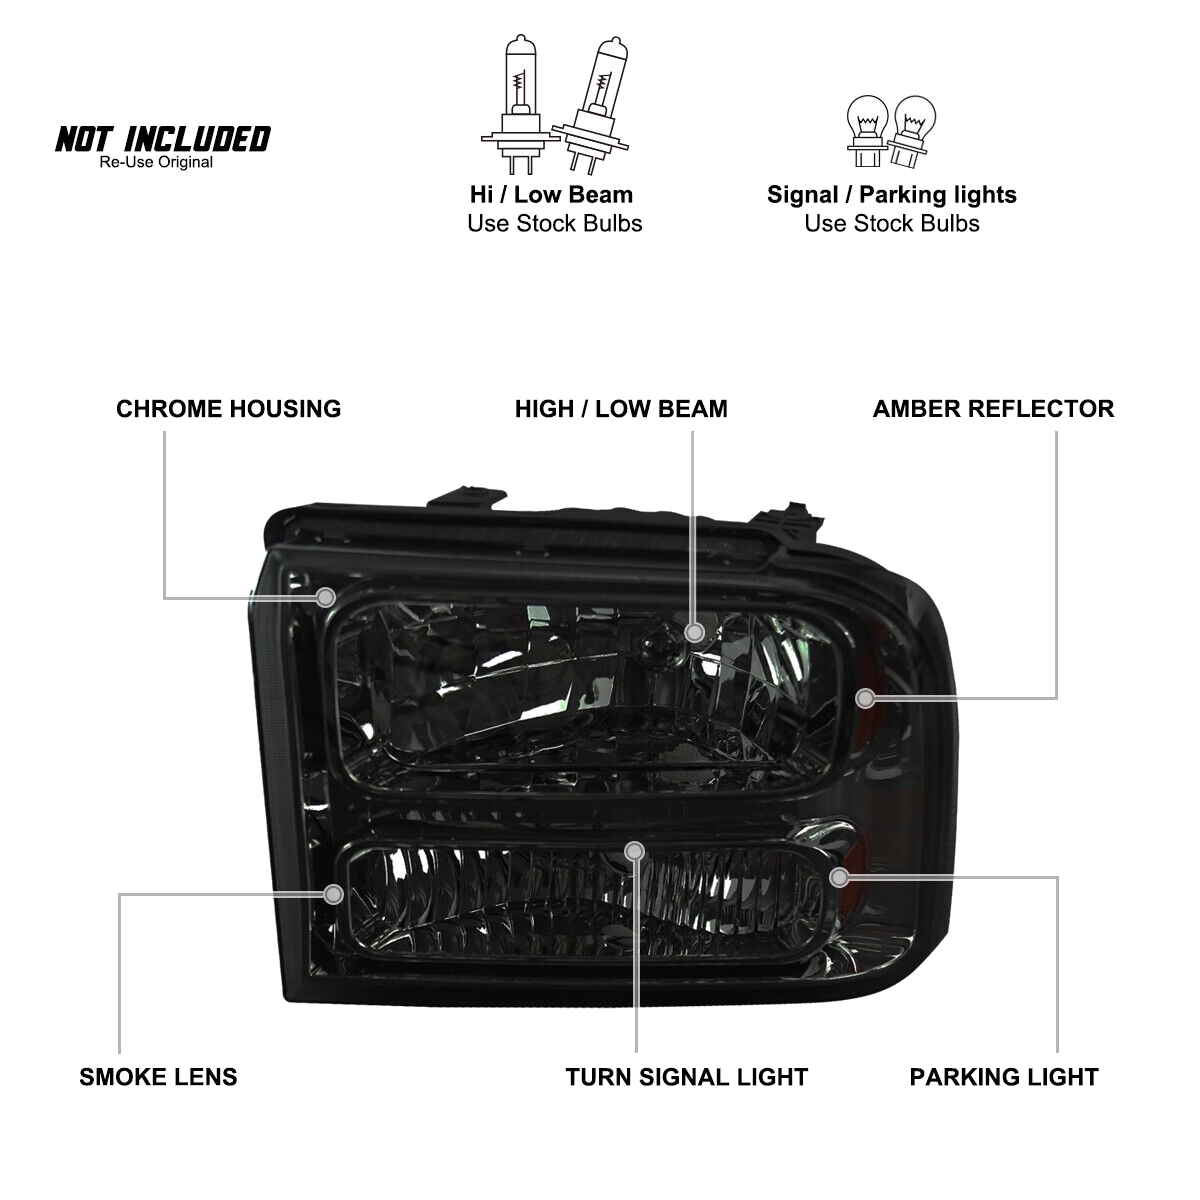 NOT INCLUDED
Re-Use Original
Hi / Low Beam
Use Stock Bulbs
Signal / Parking lights
Use Stock Bulbs
CHROME HOUSING
HIGH / LOW BEAM
AMBER REFLECTOR
SMOKE LENS
TURN SIGNAL LIGHT
PARKING LIGHT